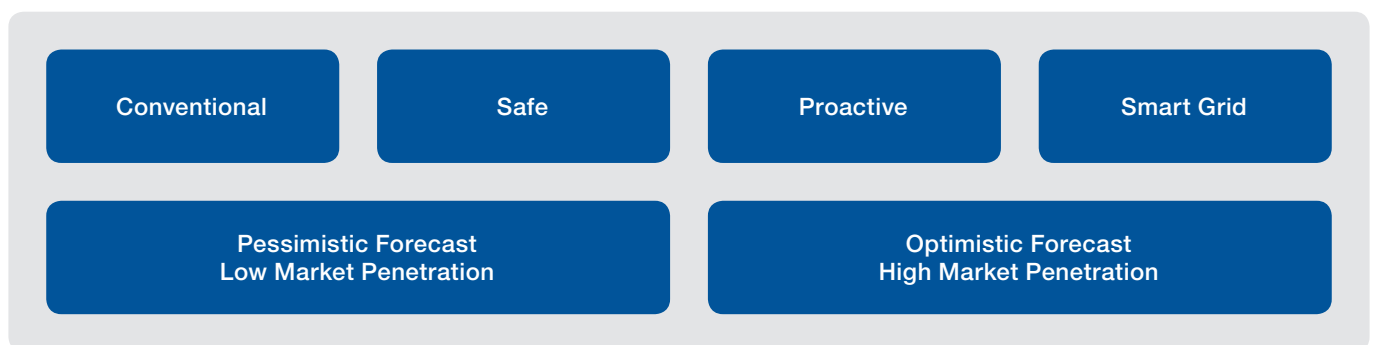 Conventional
Safe
Proactive
Smart Grid
Pessimistic Forecast
Low Market Penetration
Optimistic Forecast
High Market Penetration